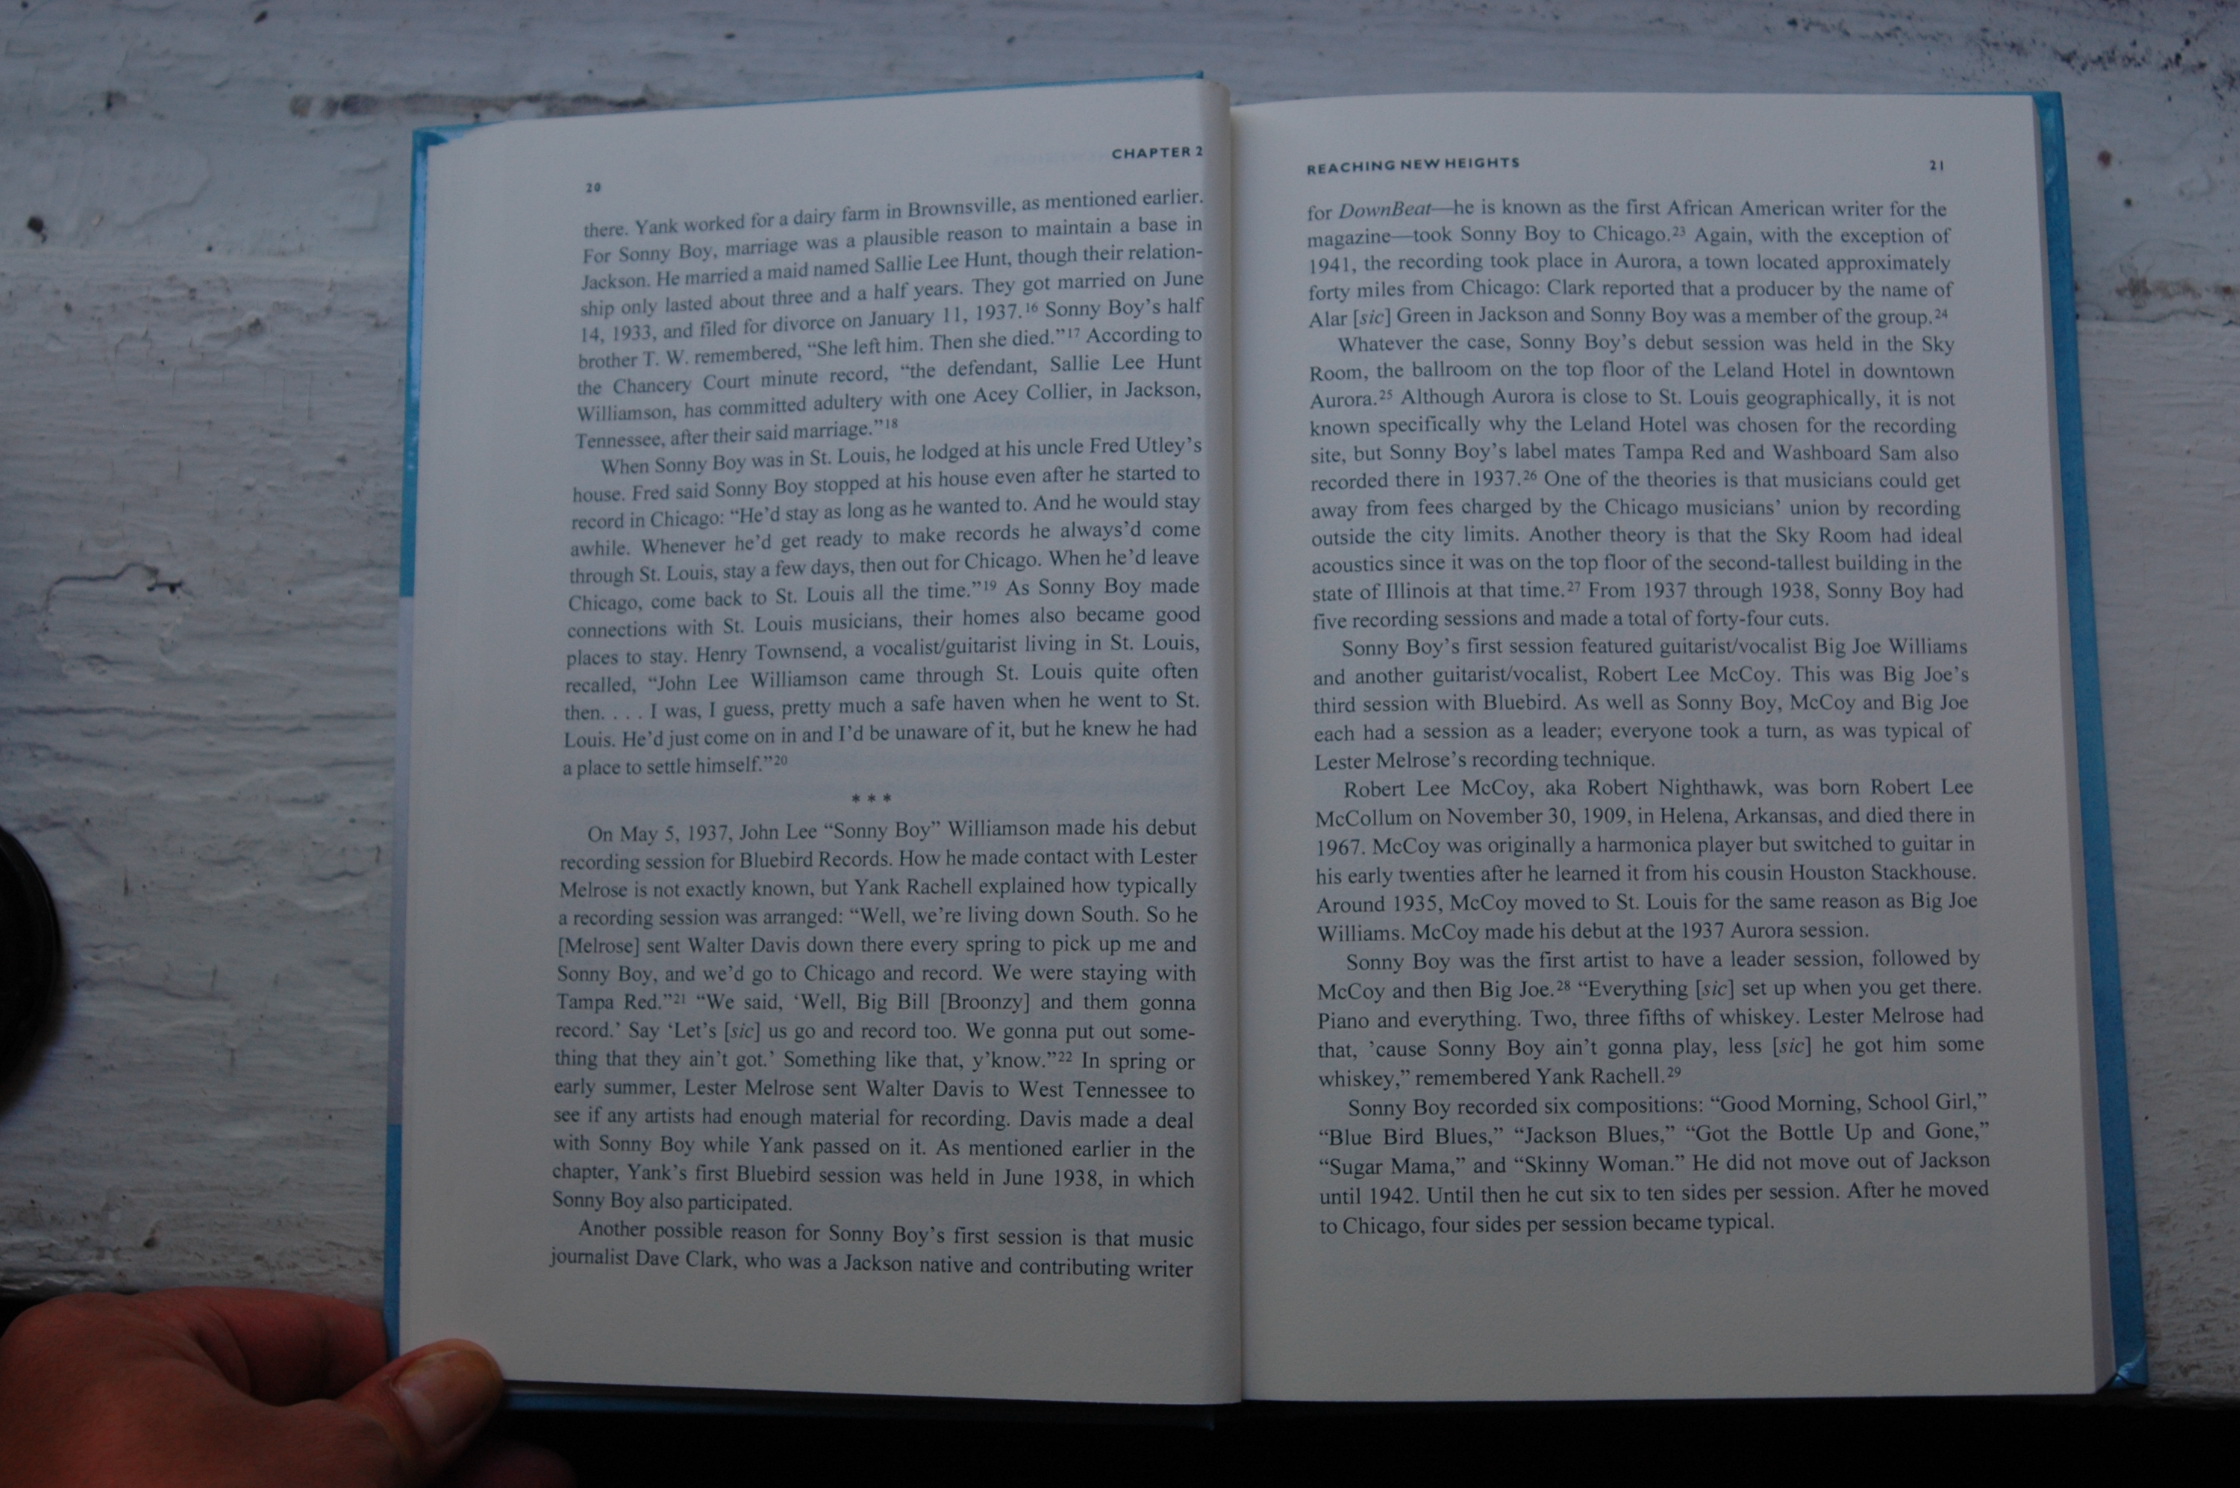 20
CHAPTER 2
there. Yank worked for a dairy farm in Brownsville, as mentioned earlier.
For Sonny Boy, marriage was a plausible reason to maintain a base in
Jackson. He married a maid named Sallie Lee Hunt, though their relation-
ship only lasted about three and a half years. They got married on June
14, 1933, and filed for divorce on January 11, 1937.16 Sonny Boy's half
brother T. W. remembered, “She left him. Then she died.”17 According to
the Chancery Court minute record, “the defendant, Sallie Lee Hunt
Williamson, has committed adultery with one Acey Collier, in Jackson,
Tennessee, after their said marriage.”18
When Sonny Boy was in St. Louis, he lodged at his uncle Fred Utley's
house. Fred said Sonny Boy stopped at his house even after he started to
record in Chicago: “He'd stay as long as he wanted to. And he would stay
awhile. Whenever he'd get ready to make records he always'd come
through St. Louis, stay a few days, then out for Chicago. When he'd leave
Chicago, come back to St. Louis all the time.”19 As Sonny Boy made
connections with St. Louis musicians, their homes also became good
places to stay. Henry Townsend, a vocalist/guitarist living in St. Louis,
recalled, “John Lee Williamson came through St. Louis quite often
then. . . . I was, I guess, pretty much a safe haven when he went to St.
Louis. He'd just come on in and I'd be unaware of it, but he knew he had
a place to settle himself.”20
***
On May 5, 1937, John Lee “Sonny Boy” Williamson made his debut
recording session for Bluebird Records. How he made contact with Lester
Melrose is not exactly known, but Yank Rachell explained how typically
a recording session was arranged: “Well, we're living down South. So he
[Melrose] sent Walter Davis down there every spring to pick up me and
Sonny Boy, and we'd go to Chicago and record. We were staying with
Tampa Red.”21 “We said, ‘Well, Big Bill [Broonzy] and them gonna
record.’ Say ‘Let's [sic] us go and record too. We gonna put out some-
thing that they ain't got.’ Something like that, y'know.”22 In spring or
early summer, Lester Melrose sent Walter Davis to West Tennessee to
see if any artists had enough material for recording. Davis made a deal
with Sonny Boy while Yank passed on it. As mentioned earlier in the
chapter, Yank's first Bluebird session was held in June 1938, in which
Sonny Boy also participated.
Another possible reason for Sonny Boy's first session is that music
journalist Dave Clark, who was a Jackson native and contributing writer
REACHING NEW HEIGHTS
21
for DownBeat—he is known as the first African American writer for the
magazine—took Sonny Boy to Chicago.23 Again, with the exception of
1941, the recording took place in Aurora, a town located approximately
forty miles from Chicago: Clark reported that a producer by the name of
Alar [sic] Green in Jackson and Sonny Boy was a member of the group.24
Whatever the case, Sonny Boy's debut session was held in the Sky
Room, the ballroom on the top floor of the Leland Hotel in downtown
Aurora.25 Although Aurora is close to St. Louis geographically, it is not
known specifically why the Leland Hotel was chosen for the recording
site, but Sonny Boy's label mates Tampa Red and Washboard Sam also
recorded there in 1937.26 One of the theories is that musicians could get
away from fees charged by the Chicago musicians' union by recording
outside the city limits. Another theory is that the Sky Room had ideal
acoustics since it was on the top floor of the second-tallest building in the
state of Illinois at that time.27 From 1937 through 1938, Sonny Boy had
five recording sessions and made a total of forty-four cuts.
Sonny Boy's first session featured guitarist/vocalist Big Joe Williams
and another guitarist/vocalist, Robert Lee McCoy. This was Big Joe's
third session with Bluebird. As well as Sonny Boy, McCoy and Big Joe
each had a session as a leader; everyone took a turn, as was typical of
Lester Melrose's recording technique.
Robert Lee McCoy, aka Robert Nighthawk, was born Robert Lee
McCollum on November 30, 1909, in Helena, Arkansas, and died there in
1967. McCoy was originally a harmonica player but switched to guitar in
his early twenties after he learned it from his cousin Houston Stackhouse.
Around 1935, McCoy moved to St. Louis for the same reason as Big Joe
Williams. McCoy made his debut at the 1937 Aurora session.
Sonny Boy was the first artist to have a leader session, followed by
McCoy and then Big Joe.28 “Everything [sic] set up when you get there.
Piano and everything. Two, three fifths of whiskey. Lester Melrose had
that, ’cause Sonny Boy ain't gonna play, less [sic] he got him some
whiskey,” remembered Yank Rachell.29
Sonny Boy recorded six compositions: “Good Morning, School Girl,”
“Blue Bird Blues,” “Jackson Blues,” “Got the Bottle Up and Gone,”
“Sugar Mama,” and “Skinny Woman.” He did not move out of Jackson
until 1942. Until then he cut six to ten sides per session. After he moved
to Chicago, four sides per session became typical.